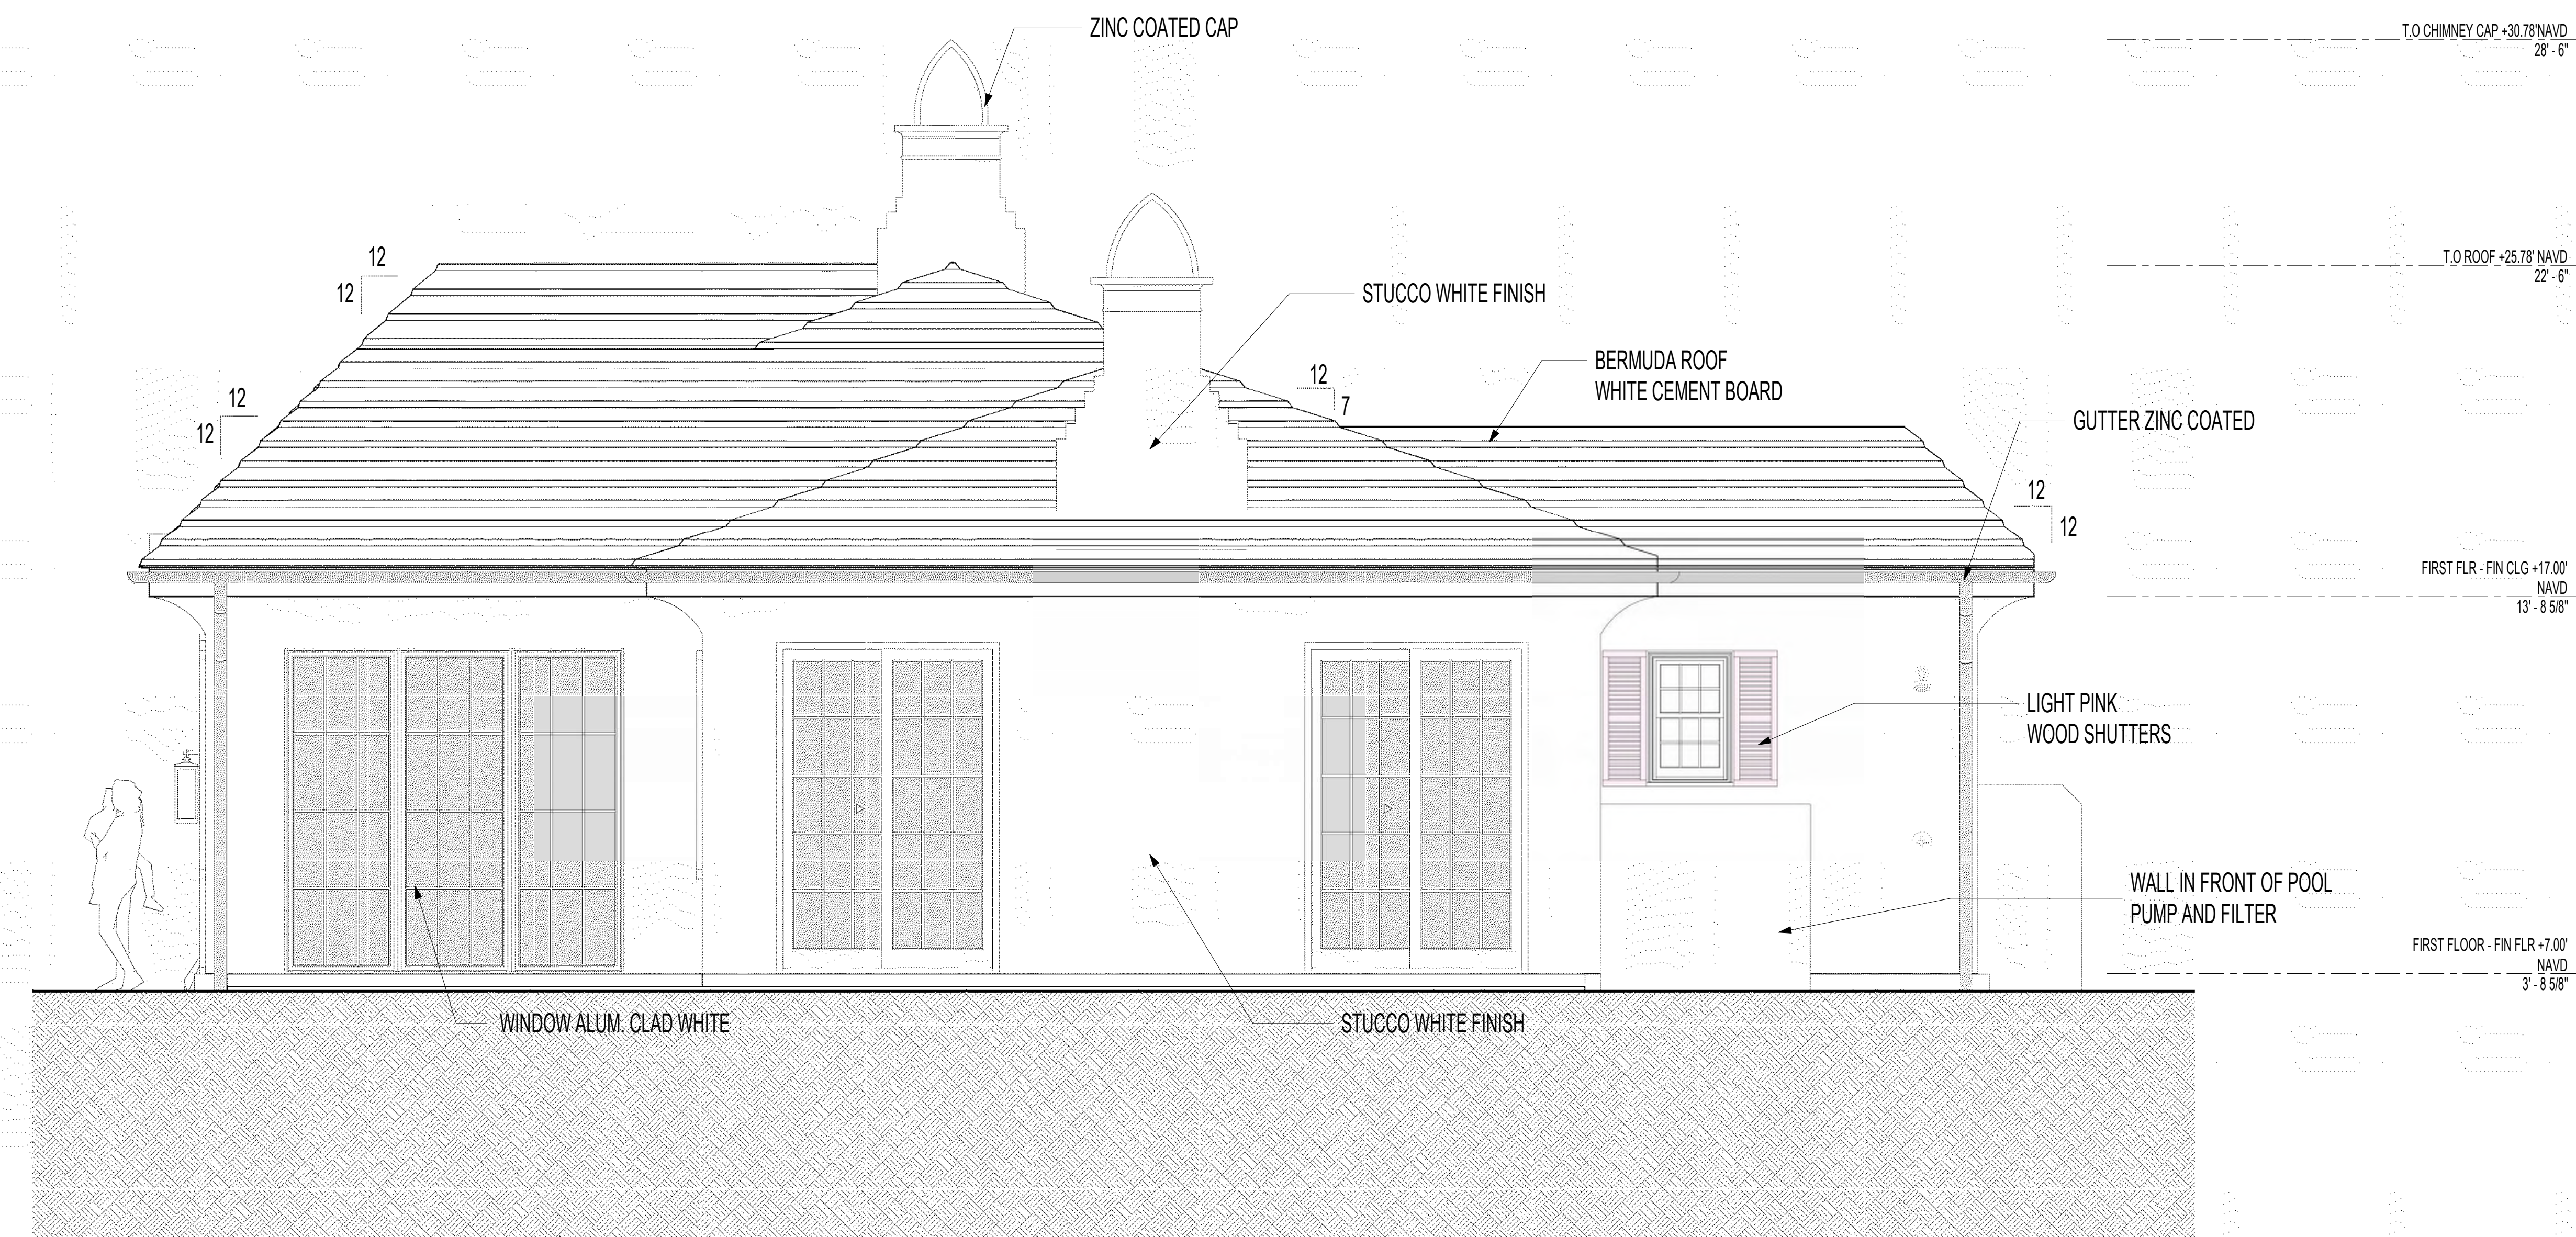 ZINC COATED CAP
T.O CHIMNEY CAP +30.78'NAVD
28' - 6"
12
12
T.O ROOF +25.78' NAVD
22' - 6"
STUCCO WHITE FINISH
BERMUDA ROOF
WHITE CEMENT BOARD
12
7
12
12
GUTTER ZINC COATED
12
12
FIRST FLR - FIN CLG +17.00'
NAVD
13' - 8 5/8"
LIGHT PINK
WOOD SHUTTERS
WALL IN FRONT OF POOL
PUMP AND FILTER
FIRST FLOOR - FIN FLR +7.00'
NAVD
3' - 8 5/8"
WINDOW ALUM. CLAD WHITE
STUCCO WHITE FINISH